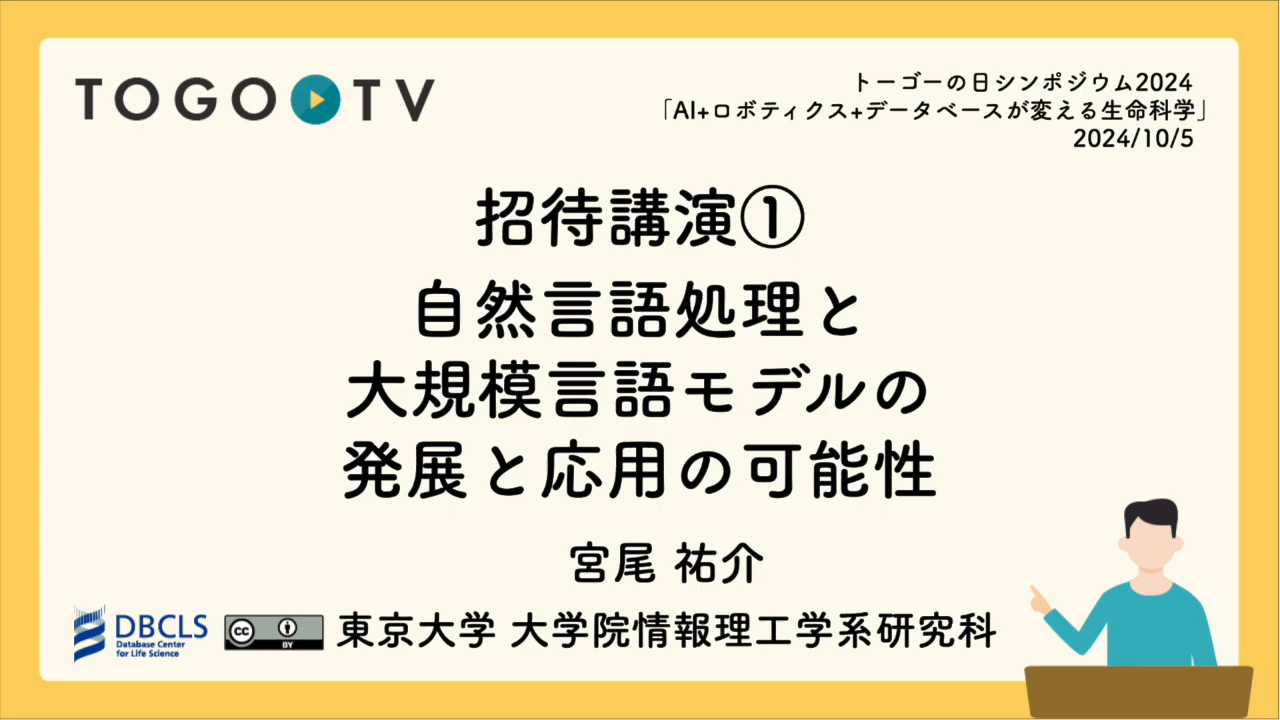 TOGO TV
トーゴーの日シンポジウム2024
「AI+ロボティクス+データベースが変える生命科学」
2024/10/5
招待講演①
自然言語処理と
大規模言語モデルの
発展と応用の可能性
宮尾 祐介
DBCLS
Database Center
for Life Science
cc
BY
東京大学 大学院情報理工学系研究科